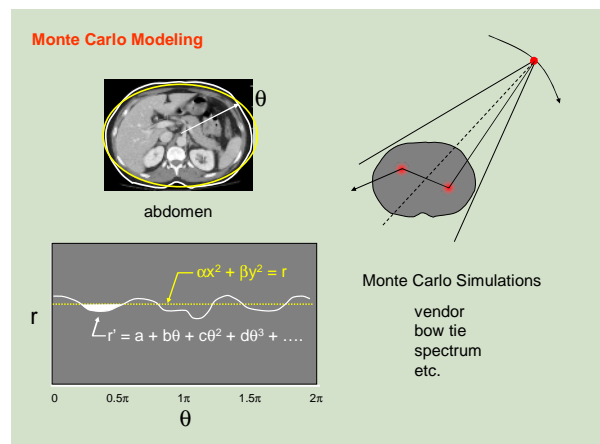 Monte Carlo Modeling
θ
abdomen
αx² + βy² = r
r
r' = a + bθ + cθ² + dθ³ + ....
0 0.5π 1π 1.5π 2π
θ
Monte Carlo Simulations
vendor
bow tie
spectrum
etc.